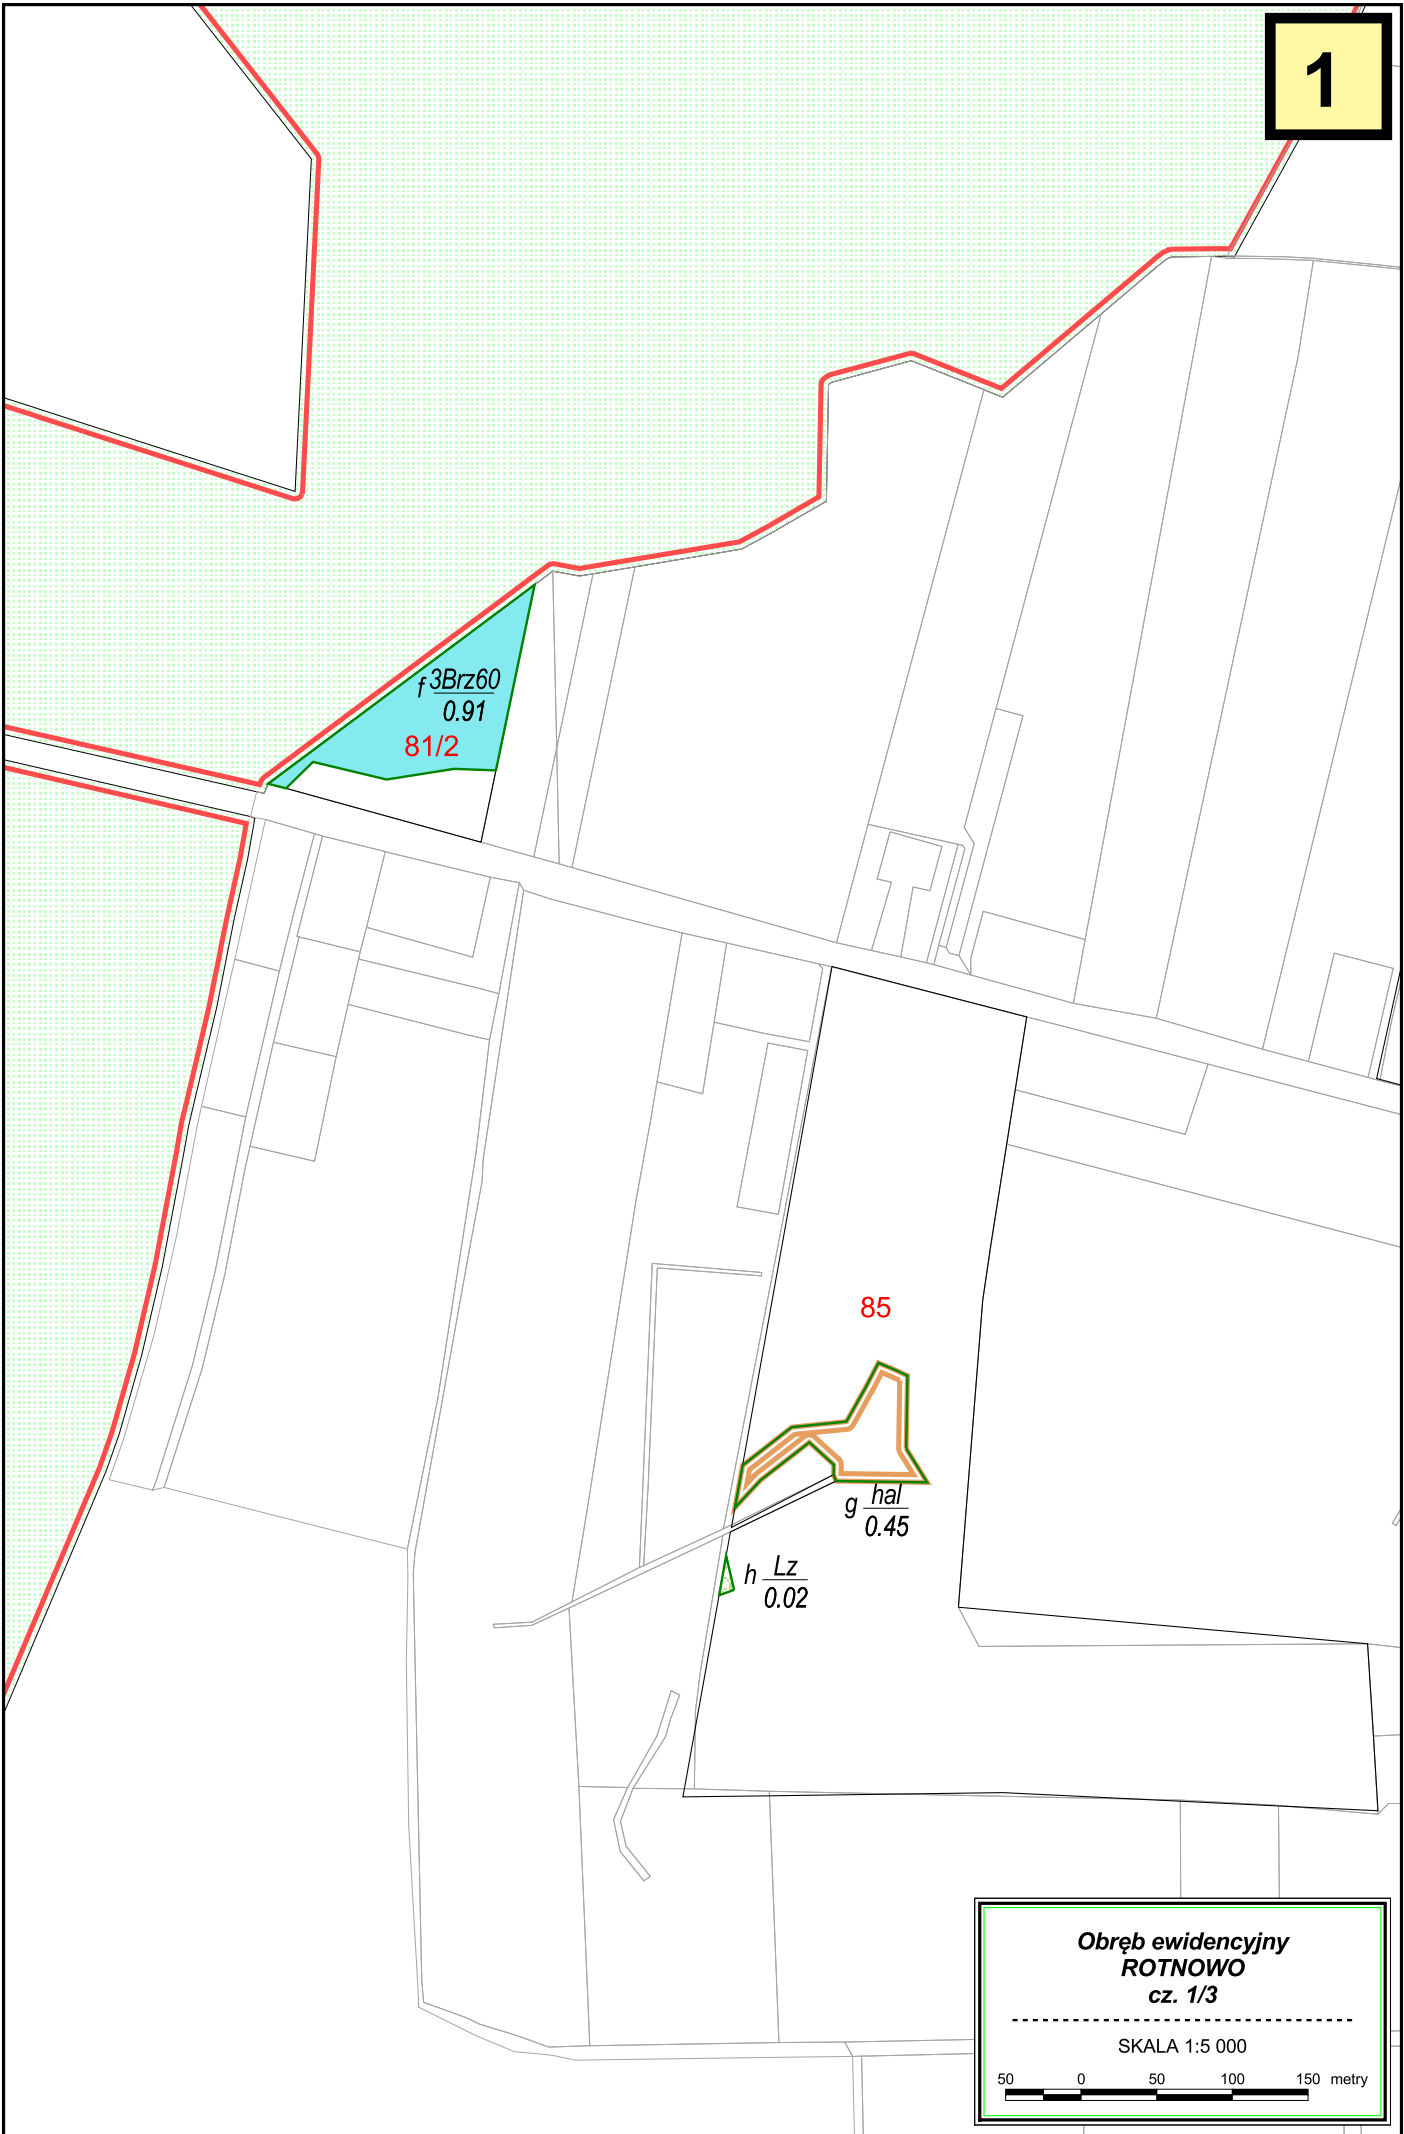 1
f 3Brz60
0.91
81/2
85
g hal
0.45
h Lz
0.02
Obręb ewidencyjny
ROTNOWO
cz. 1/3
SKALA 1:5 000
50 0 50 100 150 metry